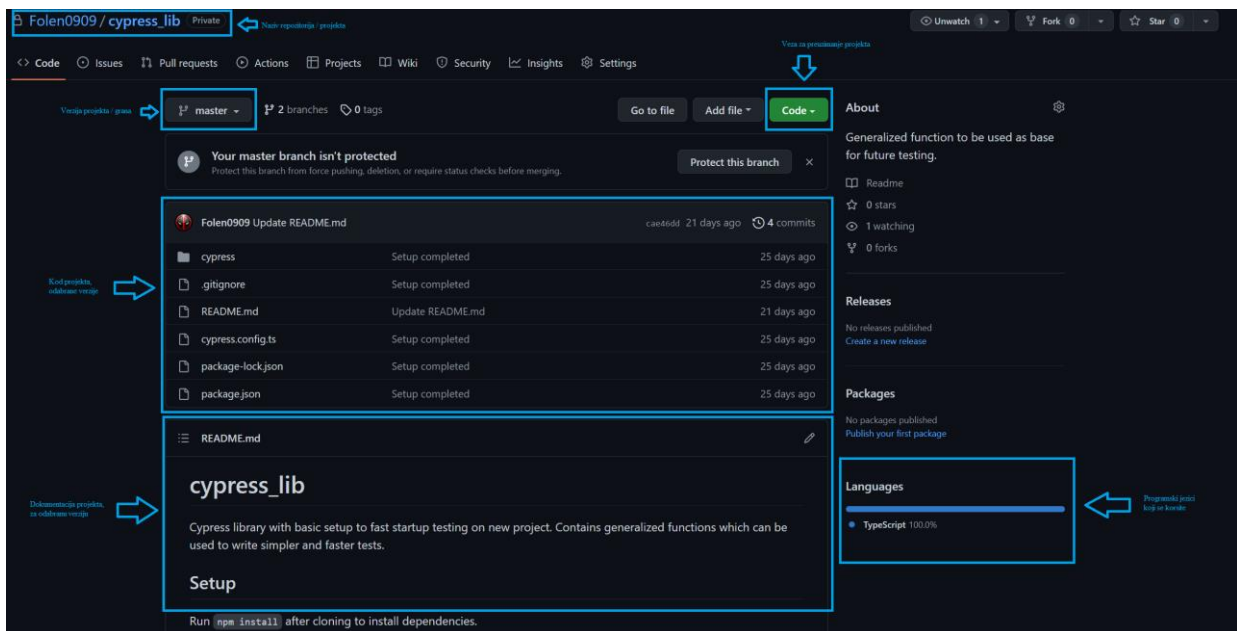 Folen0909 / cypress_lib Private
Naziv repozitorija / projekta
Unwatch 1
Fork 0
Star 0
Veza za preuzimanje projekta
Code Issues Pull requests Actions Projects Wiki Security Insights Settings
Verzija projekta / grana
master 2 branches 0 tags
Go to file Add file Code
Your master branch isn't protected
Protect this branch from force pushing, deletion, or require status checks before merging.
Protect this branch
Folen0909 Update README.md cae46dd 21 days ago 4 commits
cypress Setup completed 25 days ago
.gitignore Setup completed 25 days ago
README.md Update README.md 21 days ago
cypress.config.ts Setup completed 25 days ago
package-lock.json Setup completed 25 days ago
package.json Setup completed 25 days ago
Kod projekta,
odabrane verzije
README.md
cypress_lib
Cypress library with basic setup to fast startup testing on new project. Contains generalized functions which can be
used to write simpler and faster tests.
Setup
Run npm install after cloning to install dependencies.
Dokumentacija projekta,
za odabranu verziju
About
Generalized function to be used as base
for future testing.
Readme
0 stars
1 watching
0 forks
Releases
No releases published
Create a new release
Packages
No packages published
Publish your first package
Languages
TypeScript 100.0%
Programski jezici
koji se koriste